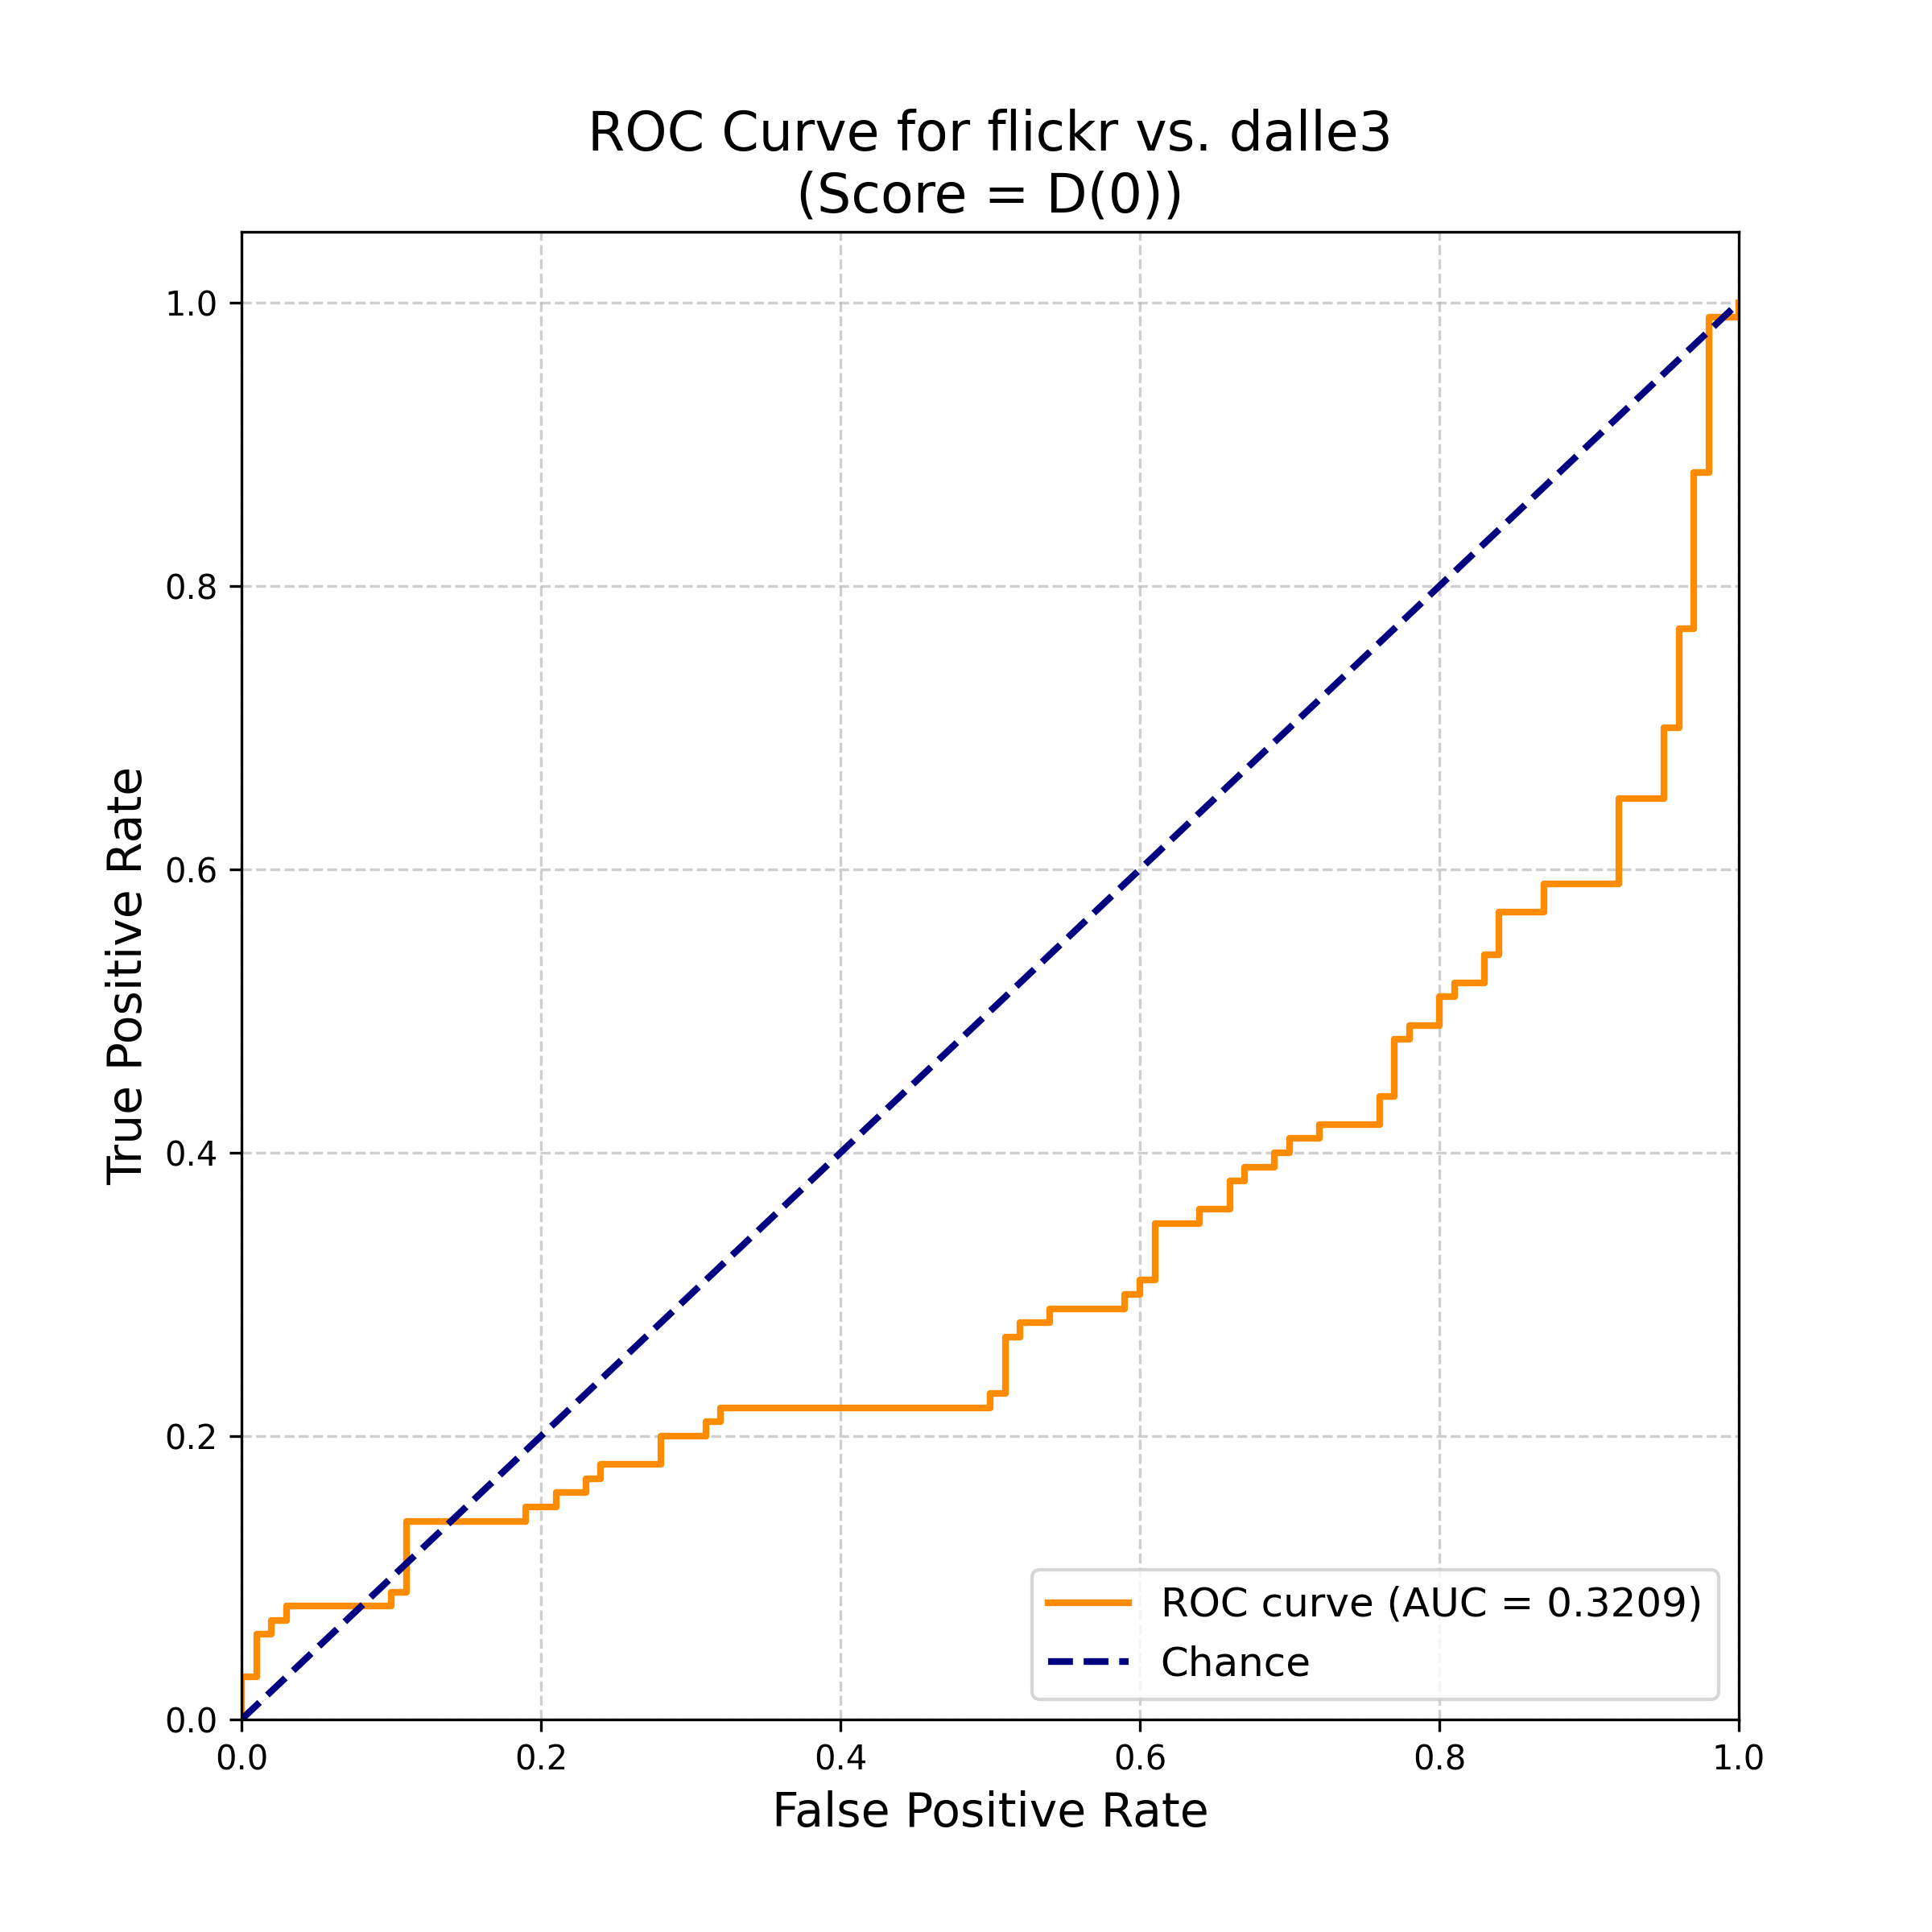 ROC Curve for flickr vs. dalle3
(Score = D(0))
1.0
0.8
0.6
0.4
0.2
0.0
True Positive Rate
0.0 0.2 0.4 0.6 0.8 1.0
False Positive Rate
ROC curve (AUC = 0.3209)
Chance